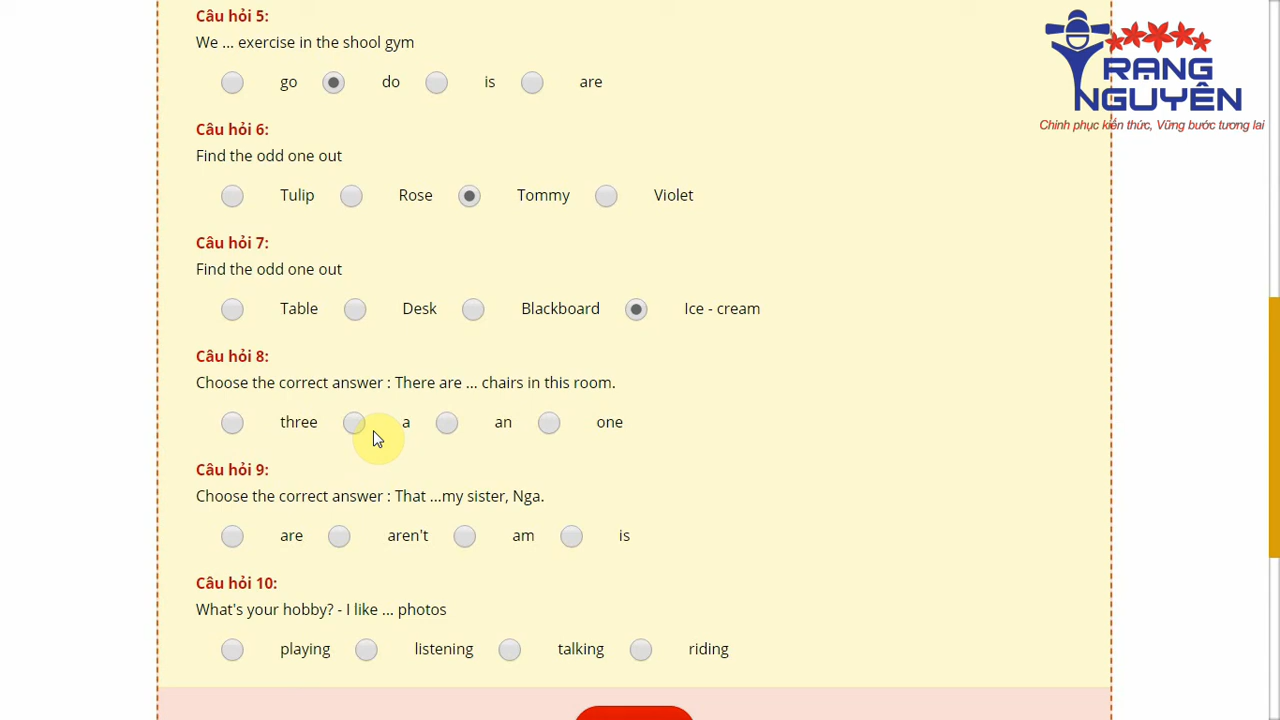 Câu hỏi 5:
We ... exercise in the shool gym
go do is are
Câu hỏi 6:
Find the odd one out
Tulip Rose Tommy Violet
Câu hỏi 7:
Find the odd one out
Table Desk Blackboard Ice - cream
Câu hỏi 8:
Choose the correct answer : There are ... chairs in this room.
three a an one
Câu hỏi 9:
Choose the correct answer : That ...my sister, Nga.
are aren't am is
Câu hỏi 10:
What's your hobby? - I like ... photos
playing listening talking riding
TRẠNG
NGUYÊN
Chinh phục kiến thức, Vững bước tương lai